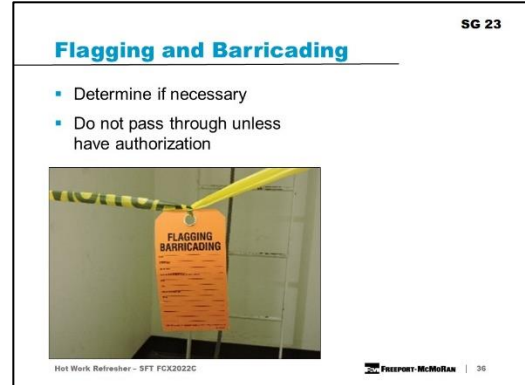 SG 23
Flagging and Barricading
▪ Determine if necessary
▪ Do not pass through unless
have authorization
FLAGGING
BARRICADING
Hot Work Refresher – SFT FCX2022C
FCX FREEPORT-McMoRAN | 36